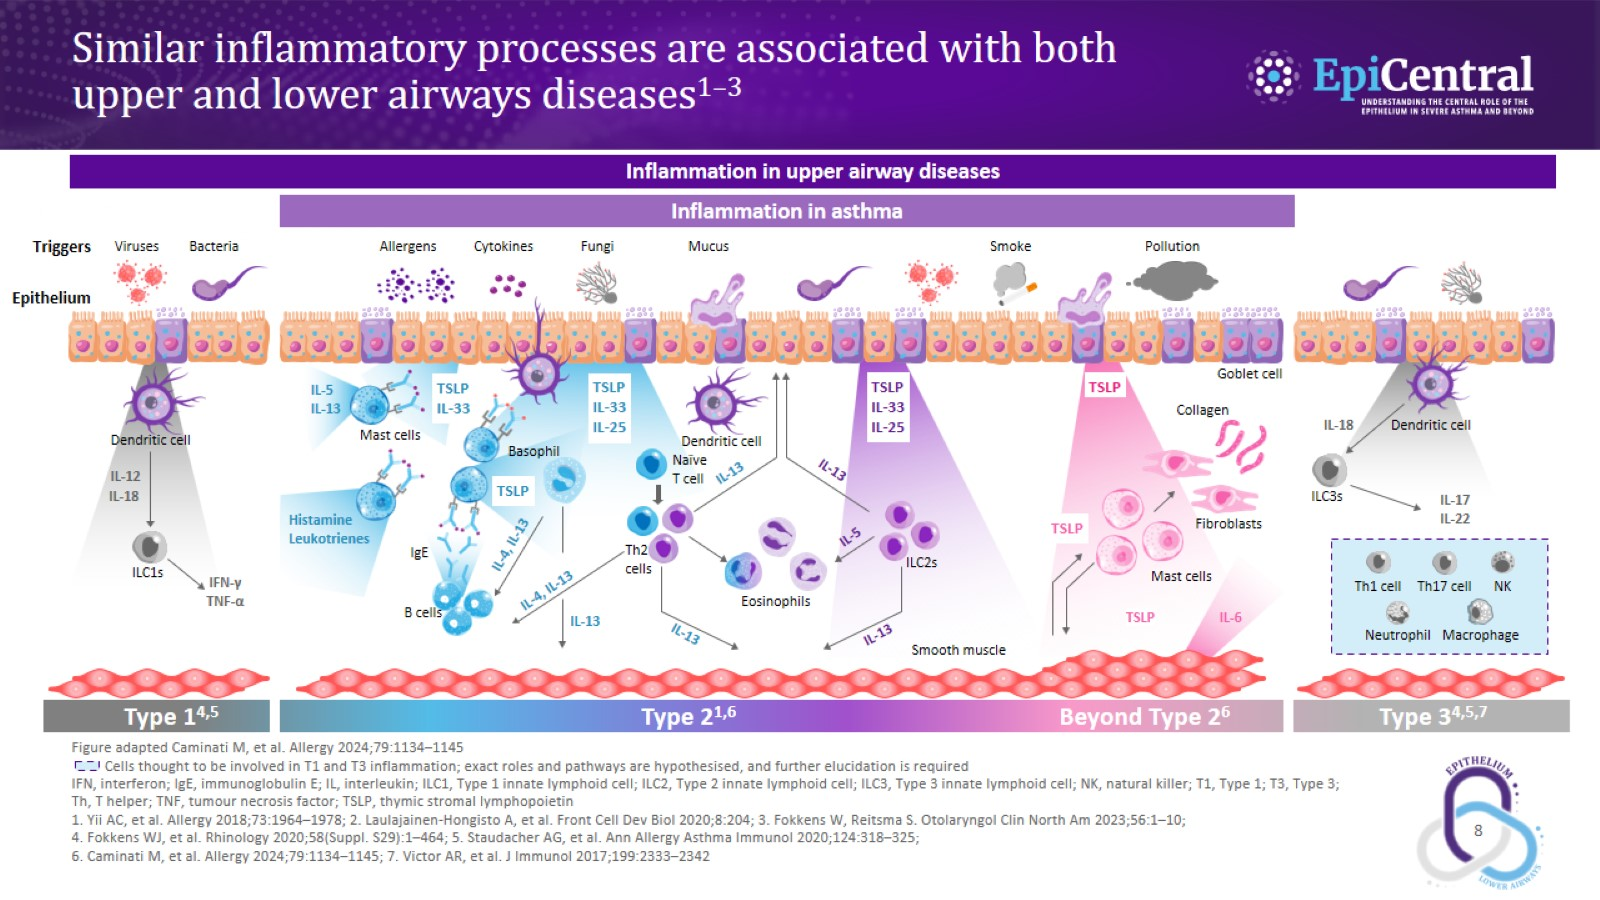 Similar inflammatory processes are associated with both
upper and lower airways diseases1–3
EpiCentral
UNDERSTANDING THE CENTRAL ROLE OF THE
EPITHELIUM IN SEVERE ASTHMA AND BEYOND
Inflammation in upper airway diseases
Inflammation in asthma
Triggers
Viruses
Bacteria
Allergens
Cytokines
Fungi
Mucus
Smoke
Pollution
Epithelium
Goblet cell
Dendritic cell
IL-12
IL-18
ILC1s
IFN-γ
TNF-α
IL-5
IL-13
Mast cells
TSLP
IL-33
Histamine
Leukotrienes
Basophil
TSLP
IgE
B cells
IL-4, IL-13
IL-13
TSLP
IL-33
IL-25
Dendritic cell
Naïve
T cell
Th2
cells
IL-4, IL-13
IL-13
IL-13
IL-13
Eosinophils
IL-5
TSLP
IL-33
IL-25
ILC2s
IL-13
Smooth muscle
TSLP
Collagen
Fibroblasts
TSLP
Mast cells
TSLP
IL-6
IL-18
Dendritic cell
ILC3s
IL-17
IL-22
Th1 cell
Th17 cell
NK
Neutrophil
Macrophage
Type 14,5
Type 21,6
Beyond Type 26
Type 34,5,7
Figure adapted Caminati M, et al. Allergy 2024;79:1134–1145
Cells thought to be involved in T1 and T3 inflammation; exact roles and pathways are hypothesised, and further elucidation is required
IFN, interferon; IgE, immunoglobulin E; IL, interleukin; ILC1, Type 1 innate lymphoid cell; ILC2, Type 2 innate lymphoid cell; ILC3, Type 3 innate lymphoid cell; NK, natural killer; T1, Type 1; T3, Type 3;
Th, T helper; TNF, tumour necrosis factor; TSLP, thymic stromal lymphopoietin
1. Yii AC, et al. Allergy 2018;73:1964–1978; 2. Laulajainen-Hongisto A, et al. Front Cell Dev Biol 2020;8:204; 3. Fokkens W, Reitsma S. Otolaryngol Clin North Am 2023;56:1–10;
4. Fokkens WJ, et al. Rhinology 2020;58(Suppl. S29):1–464; 5. Staudacher AG, et al. Ann Allergy Asthma Immunol 2020;124:318–325;
6. Caminati M, et al. Allergy 2024;79:1134–1145; 7. Victor AR, et al. J Immunol 2017;199:2333–2342
EPITHELIUM
8
LOWER AIRWAYS